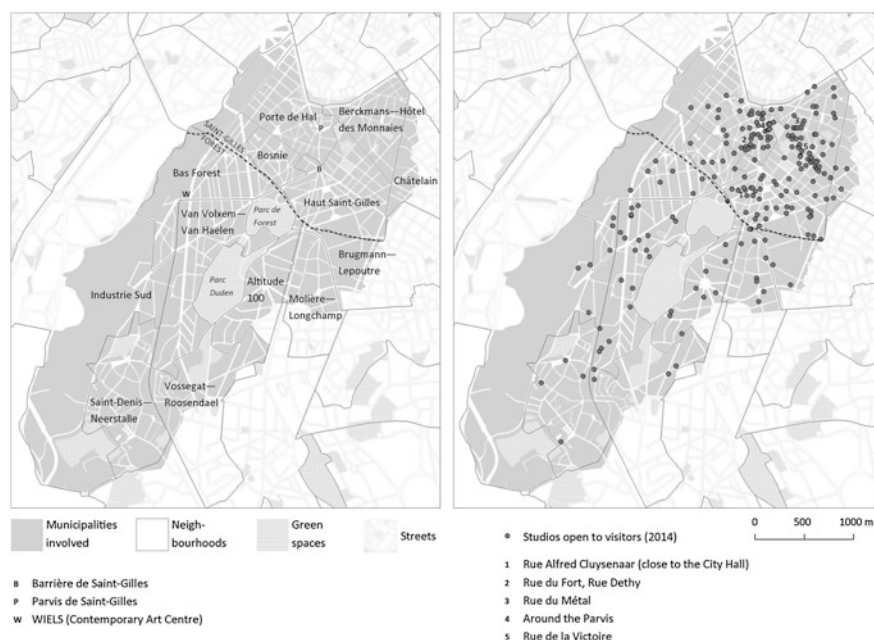 SAINT-GILLES
FOREST
Porte de Hal
Berckmans—Hôtel
des Monnaies
P
Bosnie
Bas Forest
B
Châtelain
W
Haut Saint-Gilles
Van Volxem—
Van Haelen
Parc de
Forest
Brugmann—
Lepoutre
Parc
Duden
Altitude
100
Industrie Sud
Molière—
Longchamp
Vossegat—
Roosendael
Saint-Denis—
Neerstalle
2
5
1
Municipalities
involved
Neigh-
bourhoods
Green
spaces
Streets
B Barrière de Saint-Gilles
P Parvis de Saint-Gilles
W WIELS (Contemporary Art Centre)
0 500 1000 m
Studios open to visitors (2014)
1 Rue Alfred Cluysenaar (close to the City Hall)
2 Rue du Fort, Rue Dethy
3 Rue du Métal
4 Around the Parvis
5 Rue de la Victoire